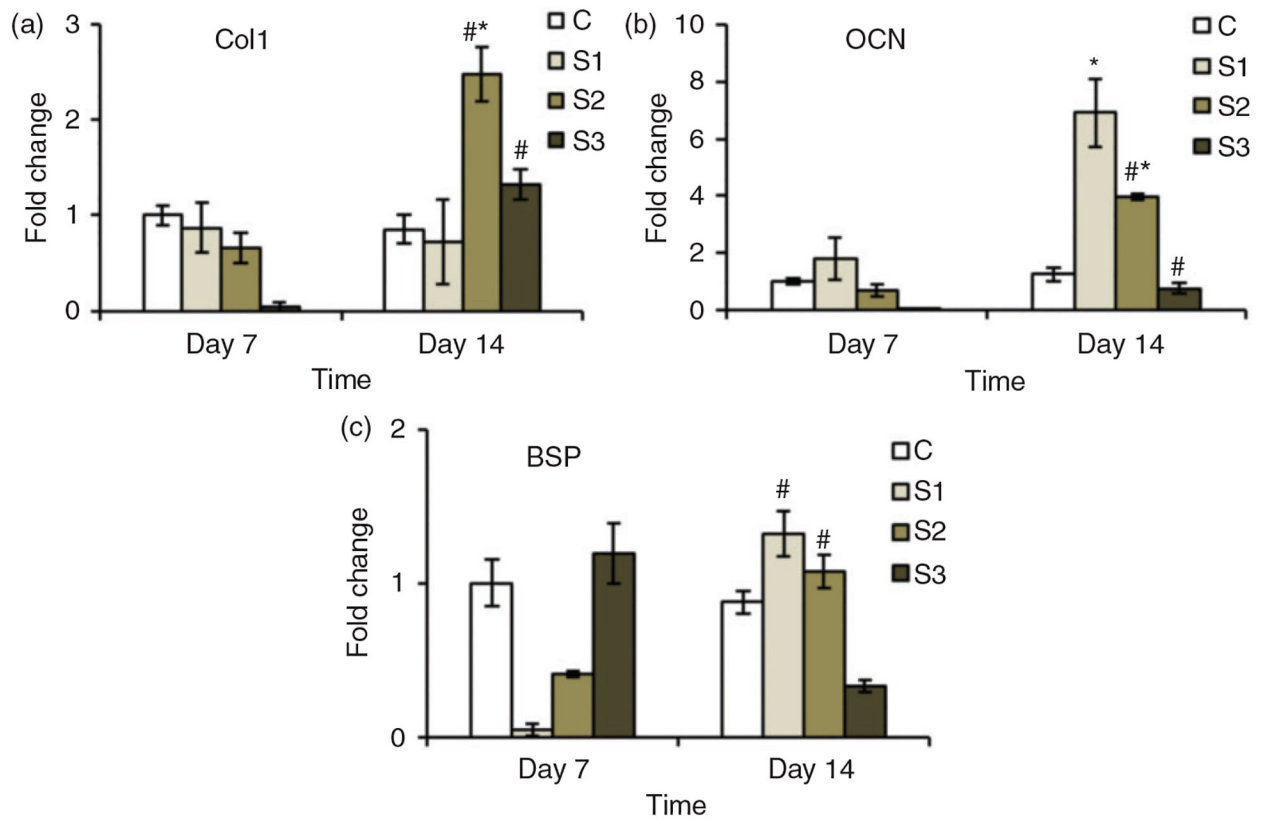 (a)
Col1
Fold change
3
2
1
0
#*
#
C
S1
S2
S3
Day 7
Day 14
Time
(b)
OCN
Fold change
10
8
6
4
2
0
*
#*
#
C
S1
S2
S3
Day 7
Day 14
Time
(c)
BSP
Fold change
2
1
0
#
#
C
S1
S2
S3
Day 7
Day 14
Time